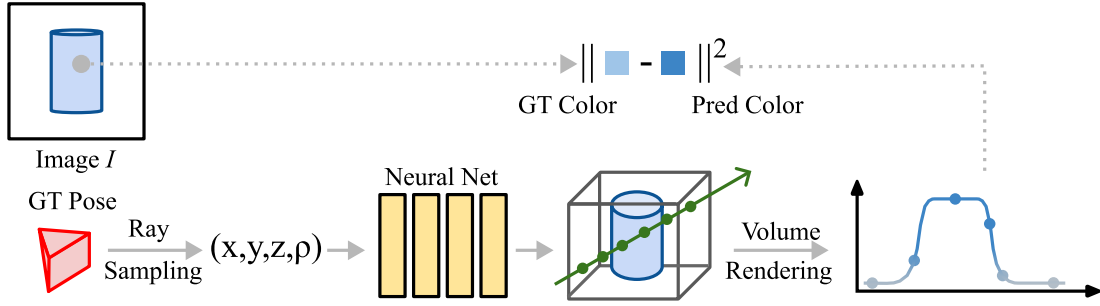 || - ||²
GT Color
Pred Color
Image I
GT Pose
Neural Net
Ray
Sampling
(x,y,z,ρ)
Volume
Rendering